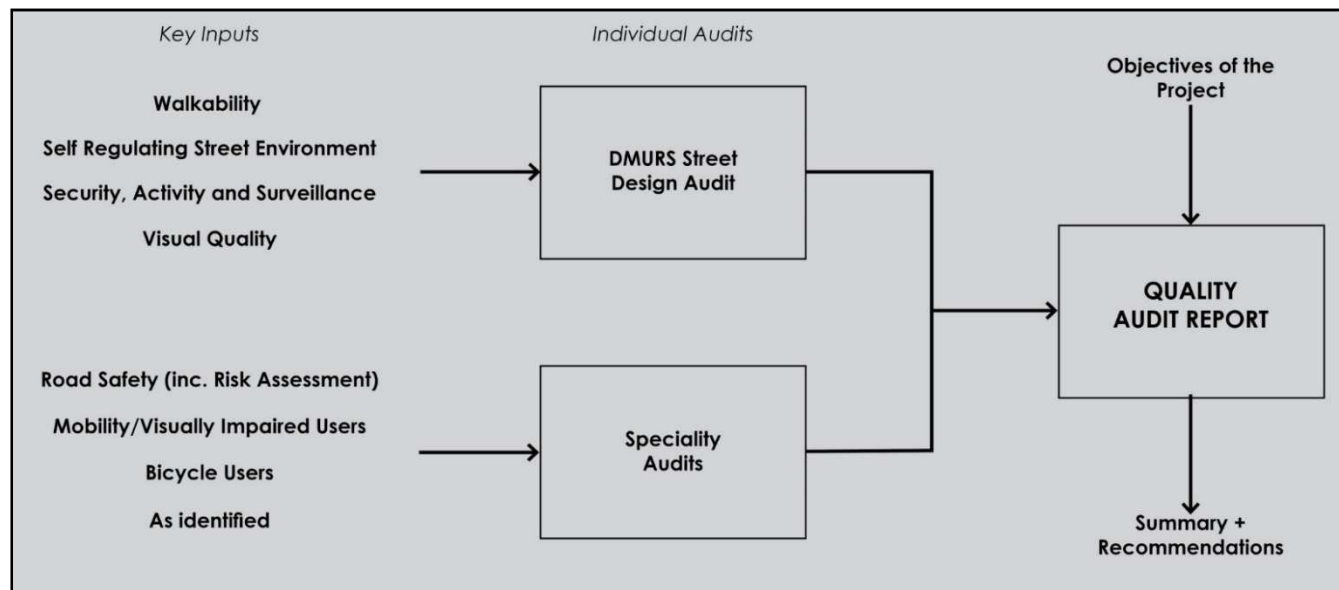 Key Inputs
Individual Audits
Walkability
Self Regulating Street Environment
Security, Activity and Surveillance
Visual Quality
DMURS Street
Design Audit
Objectives of the
Project
QUALITY
AUDIT REPORT
Road Safety (inc. Risk Assessment)
Mobility/Visually Impaired Users
Bicycle Users
As identified
Speciality
Audits
Summary +
Recommendations